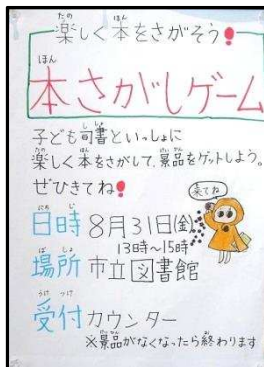 楽しく本をさがそう!
本さがしゲーム
子ども司書といっしょに
楽しく本をさがして、景品をゲットしよう。
ぜひきてね!
来てね
日時 8月31日(金)
13時~15時
場所 市立図書館
受付 カウンター
※景品がなくなったら終わります